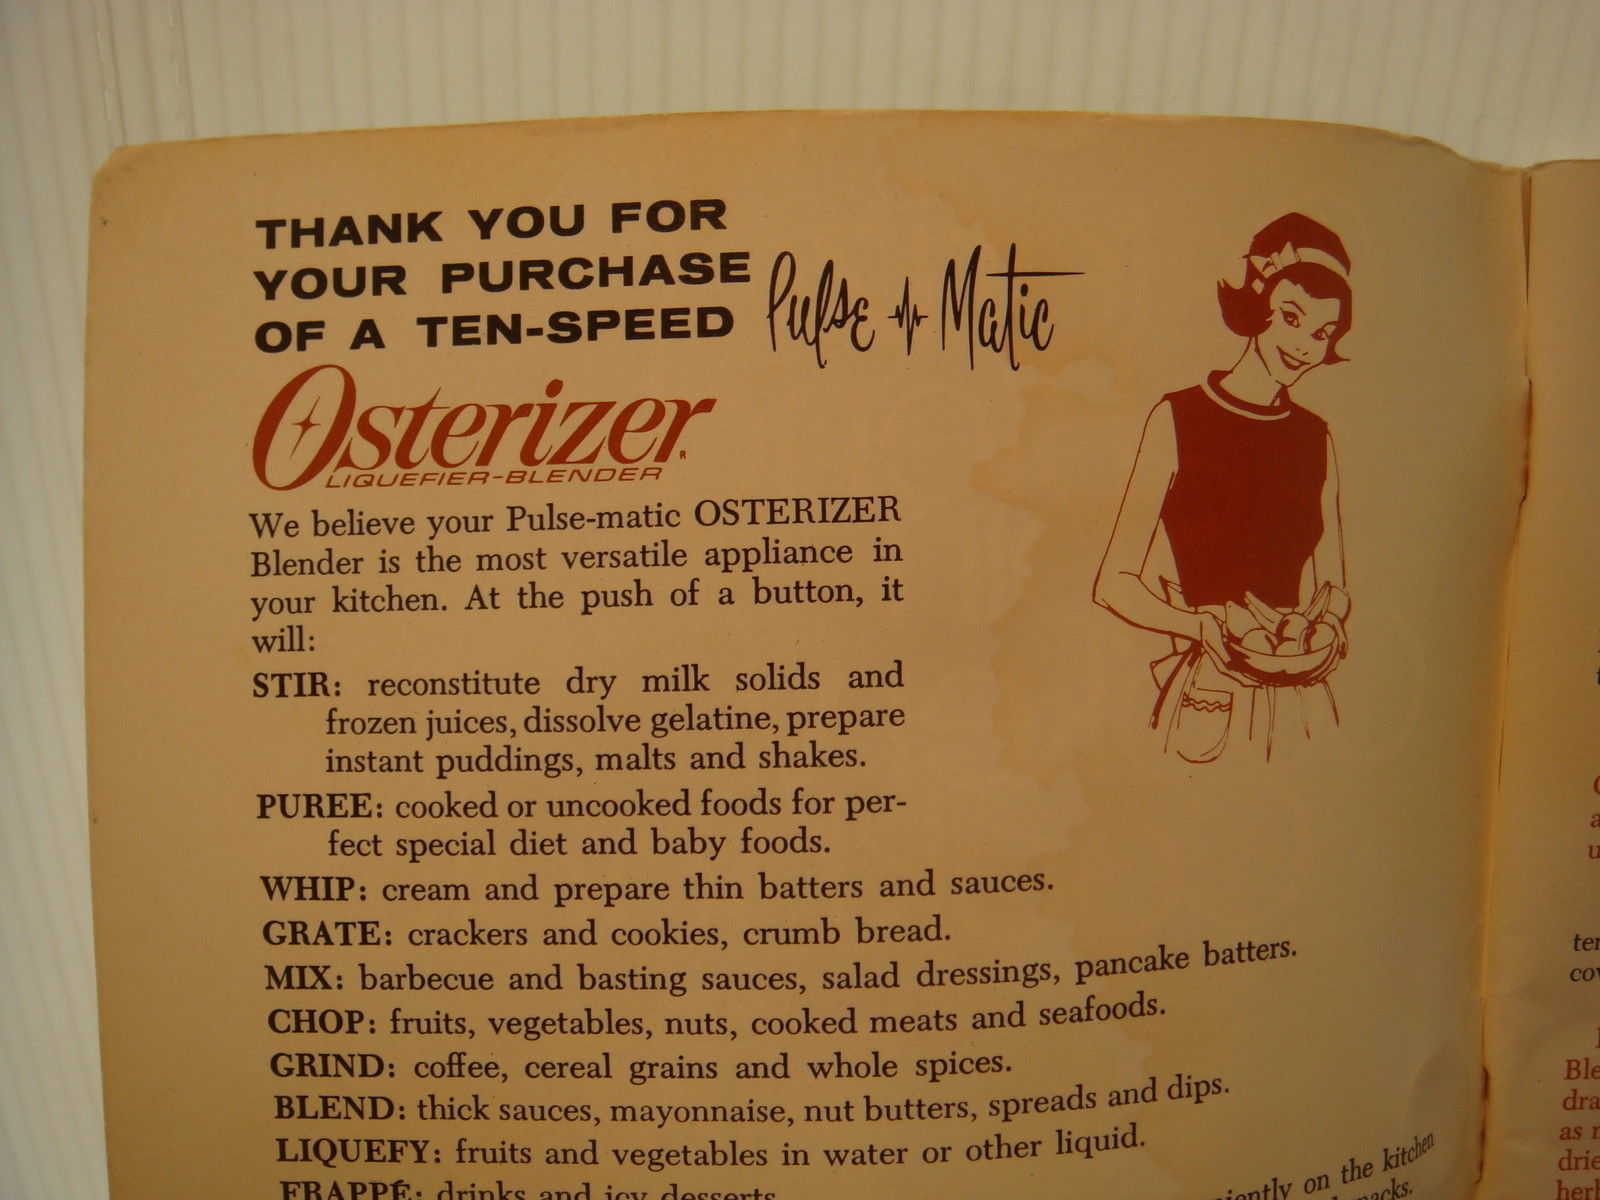 THANK YOU FOR
YOUR PURCHASE
OF A TEN-SPEED Pulse Matic
Osterizer®
LIQUEFIER-BLENDER
We believe your Pulse-matic OSTERIZER
Blender is the most versatile appliance in
your kitchen. At the push of a button, it
will:
STIR: reconstitute dry milk solids and
frozen juices, dissolve gelatine, prepare
instant puddings, malts and shakes.
PUREE: cooked or uncooked foods for per-
fect special diet and baby foods.
WHIP: cream and prepare thin batters and sauces.
GRATE: crackers and cookies, crumb bread.
MIX: barbecue and basting sauces, salad dressings, pancake batters.
CHOP: fruits, vegetables, nuts, cooked meats and seafoods.
GRIND: coffee, cereal grains and whole spices.
BLEND: thick sauces, mayonnaise, nut butters, spreads and dips.
LIQUEFY: fruits and vegetables in water or other liquid.
FRAPPÉ: drinks and icy desserts
on the kitchen